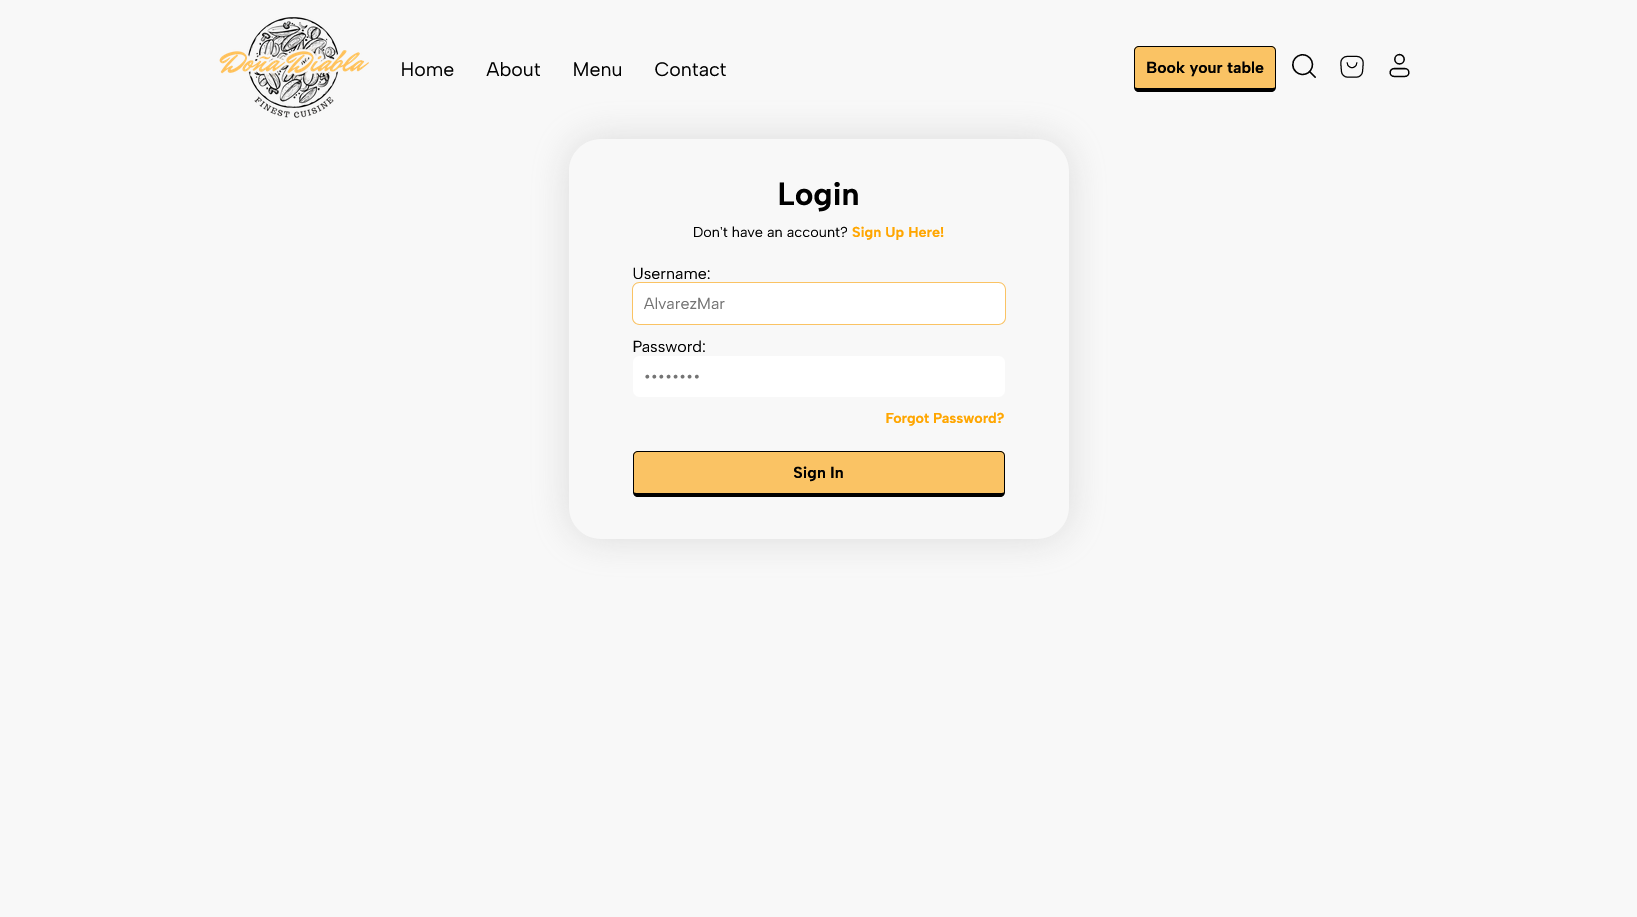 Doña Diabla
FINEST CUISINE
Home About Menu Contact
Book your table
Login
Don't have an account? Sign Up Here!
Username:
AlvarezMar
Password:
••••••••
Forgot Password?
Sign In